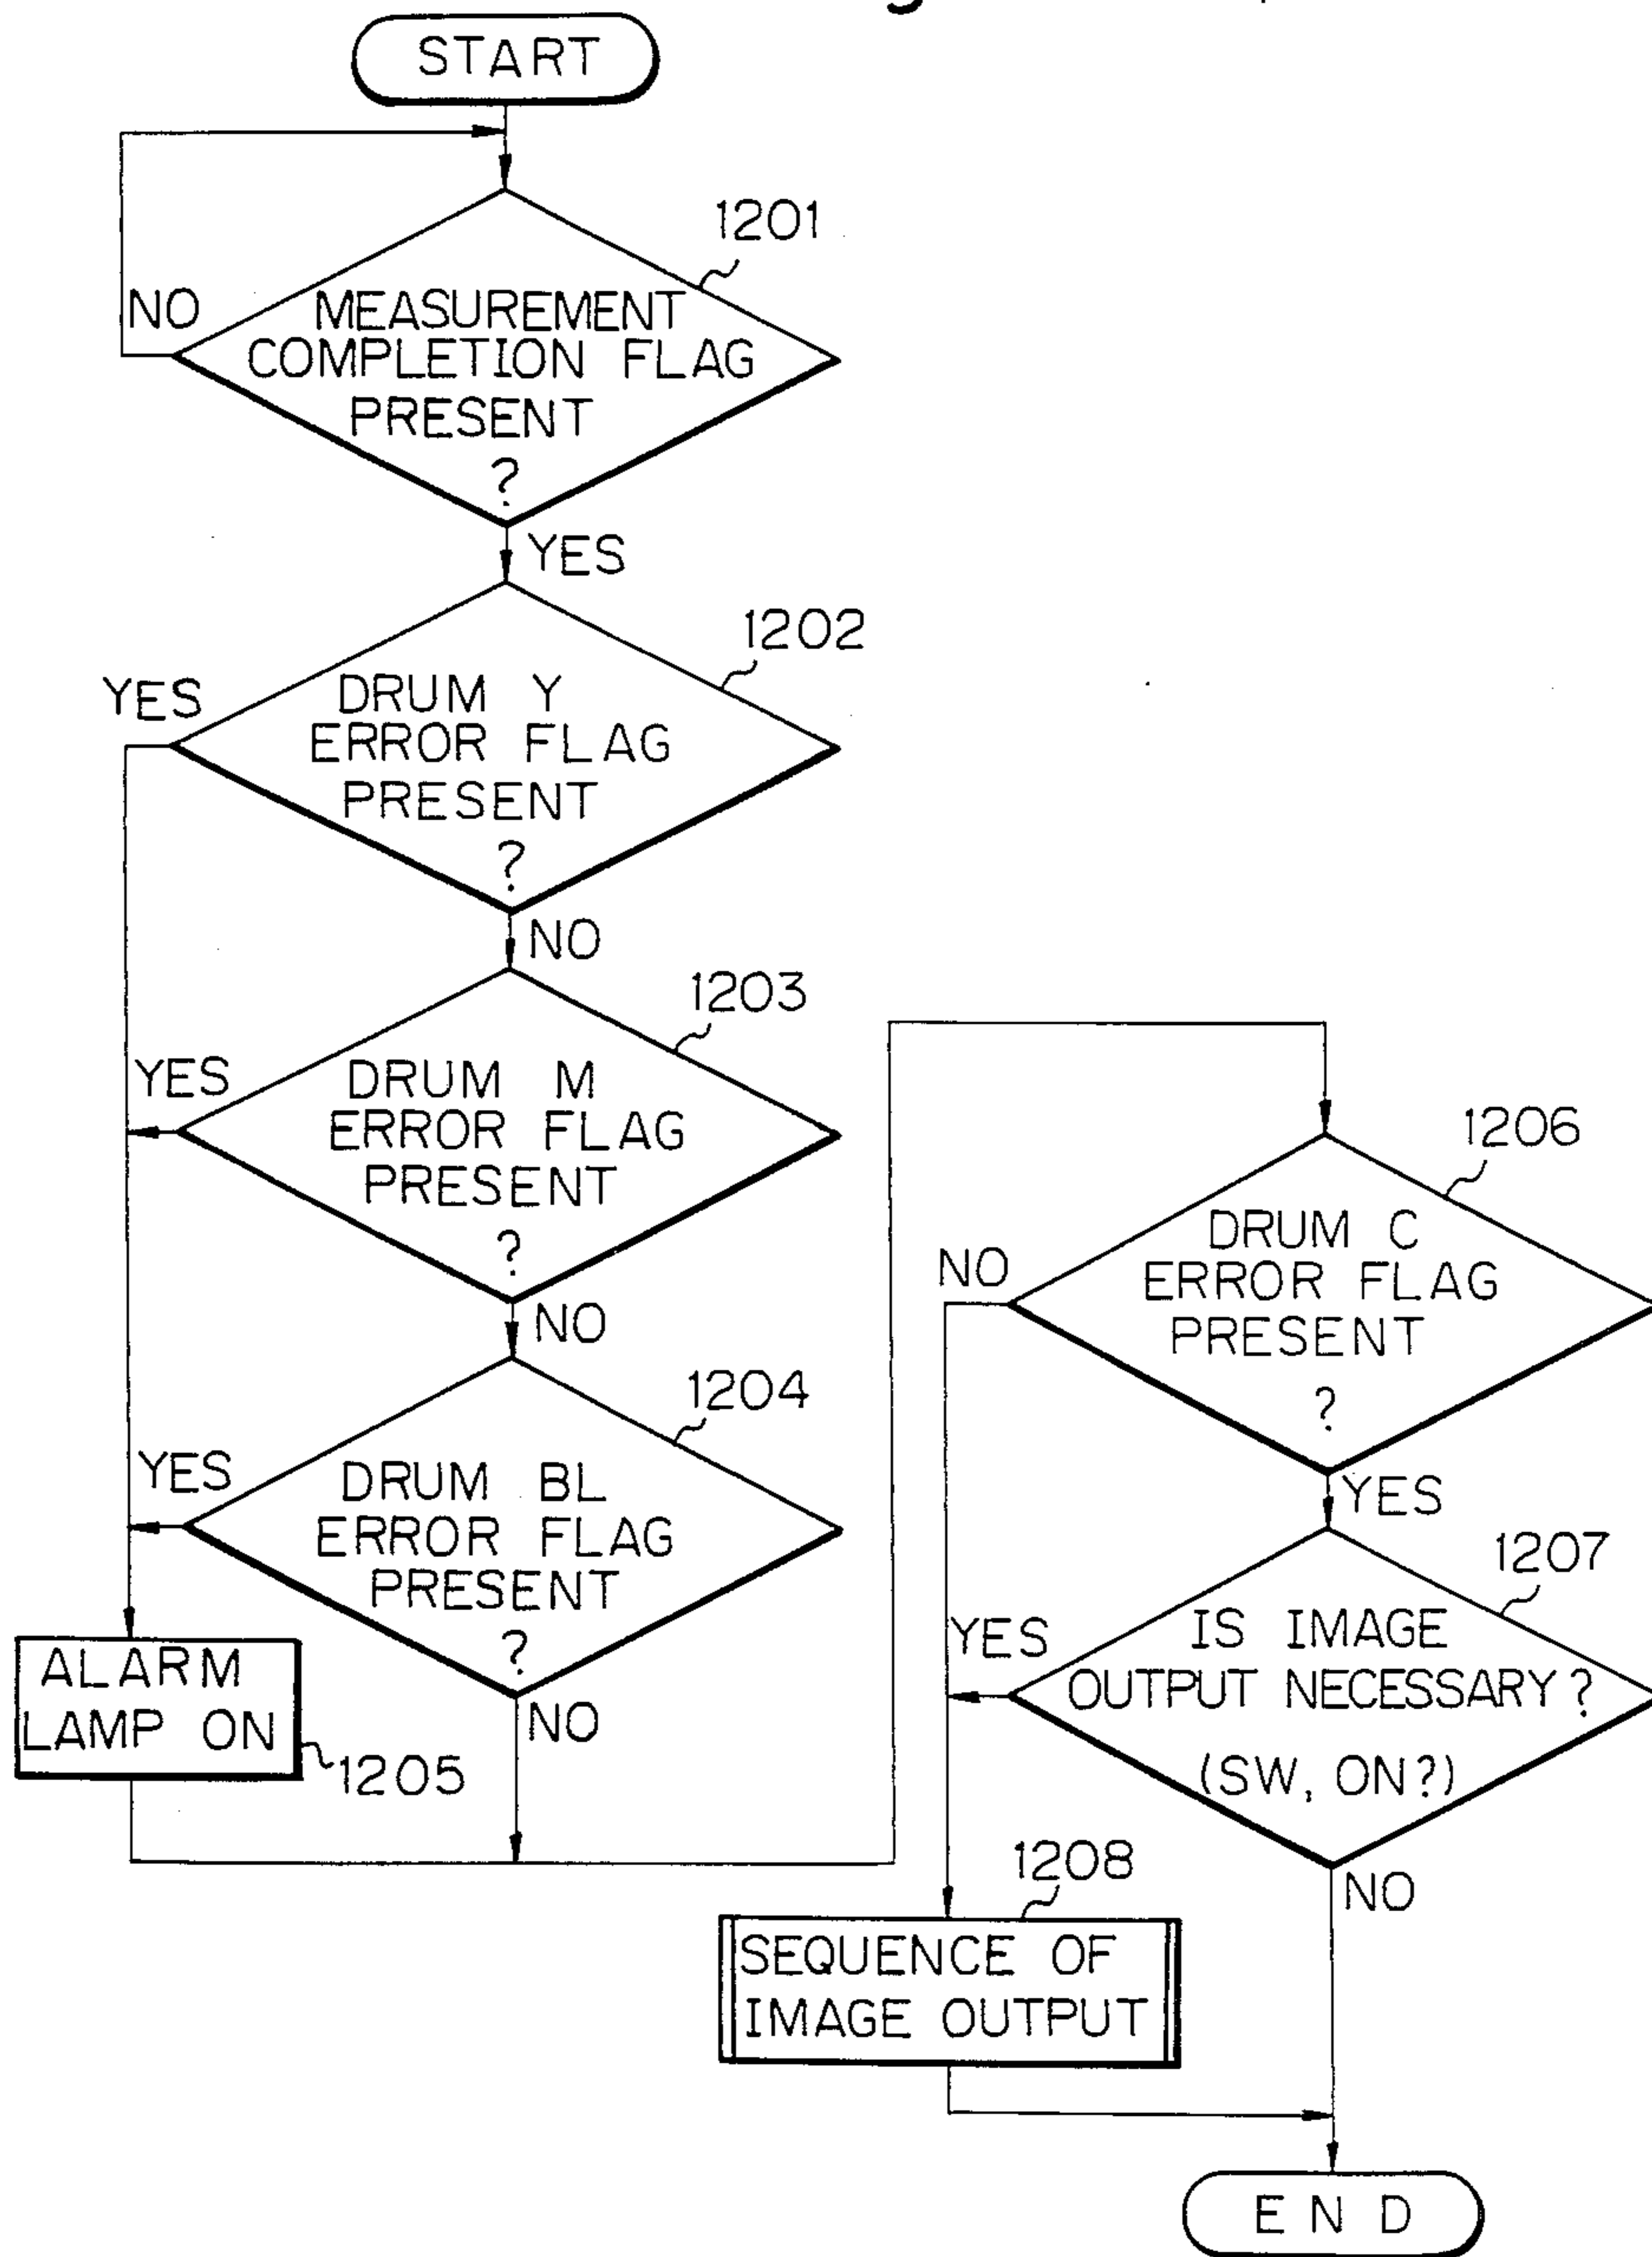 START
1201
NO
MEASUREMENT
COMPLETION FLAG
PRESENT
?
YES
1202
YES
DRUM Y
ERROR FLAG
PRESENT
?
NO
1203
YES
DRUM M
ERROR FLAG
PRESENT
?
NO
1204
YES
DRUM BL
ERROR FLAG
PRESENT
?
NO
ALARM
LAMP ON
1205
1206
NO
DRUM C
ERROR FLAG
PRESENT
?
YES
1207
YES
IS IMAGE
OUTPUT NECESSARY ?
(SW, ON?)
NO
1208
SEQUENCE OF
IMAGE OUTPUT
END